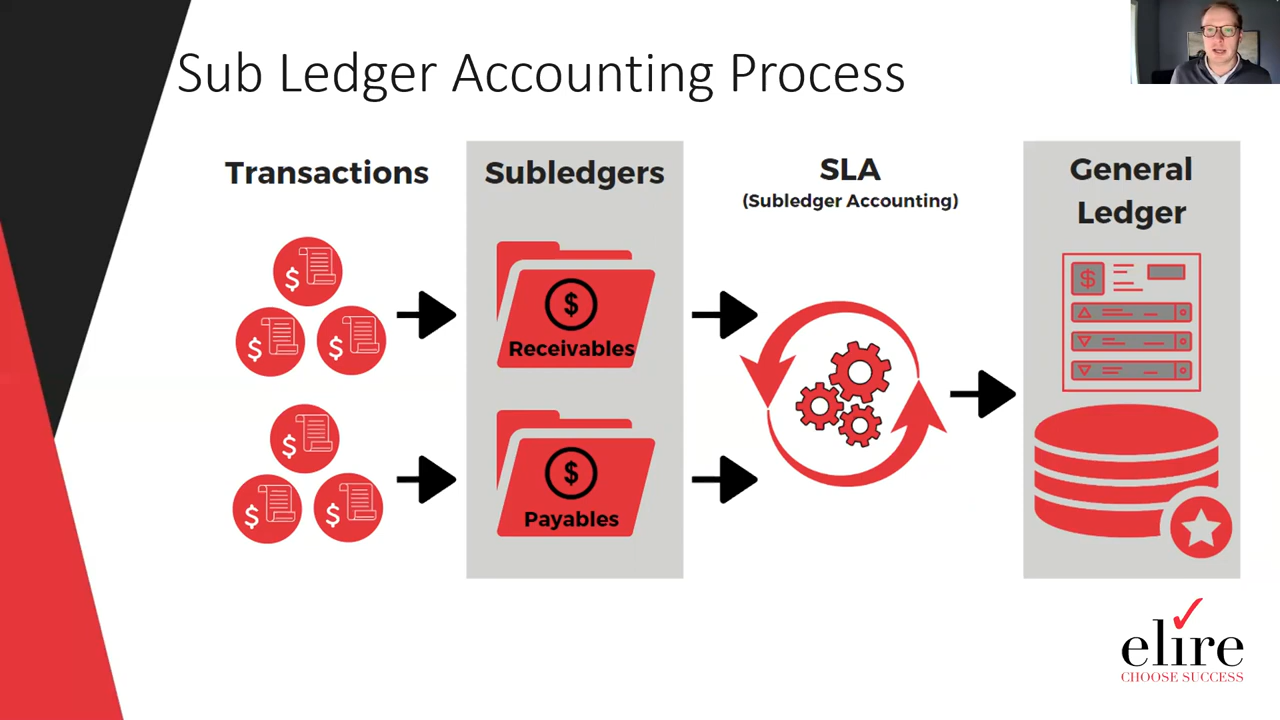 Sub Ledger Accounting Process
Transactions
Subledgers
SLA
(Subledger Accounting)
General
Ledger
$
$
$
$
Receivables
$
$
$
$
$
Payables
elire
CHOOSE SUCCESS